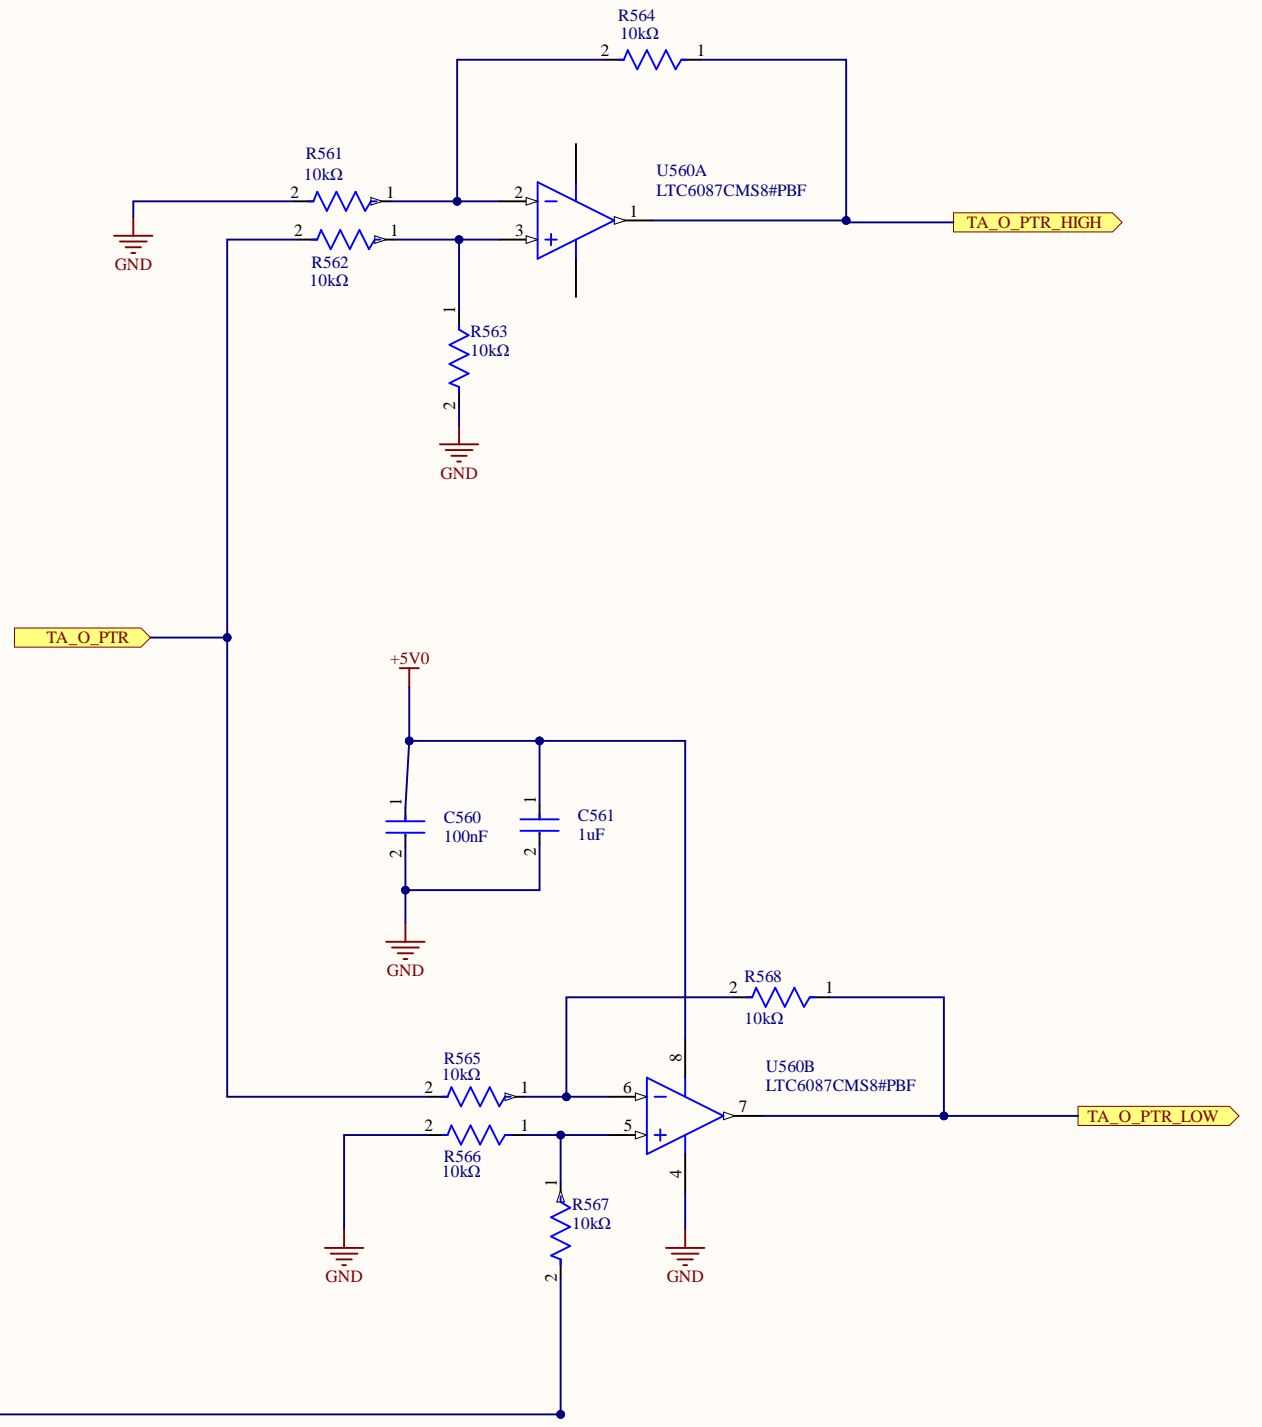 R564
10kΩ
2 1
R561
10kΩ
2 1
U560A
LTC6087CMS8#PBF
2
1
3
TA_O_PTR_HIGH
GND
2 1
R562
10kΩ
1
R563
10kΩ
2
GND
TA_O_PTR
+5V0
1
C560
100nF
2
1
C561
1uF
2
GND
R568
2 1
10kΩ
8
U560B
LTC6087CMS8#PBF
R565
10kΩ
2 1
6
7
TA_O_PTR_LOW
2 1
5
R566
10kΩ
4
1
R567
10kΩ
2
GND
GND